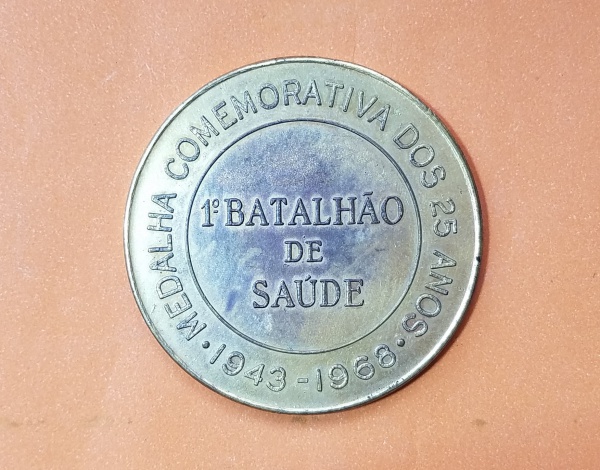 MEDALHA COMEMORATIVA DOS 25 ANOS
1º BATALHÃO
DE
SAÚDE
· 1943-1968 ·